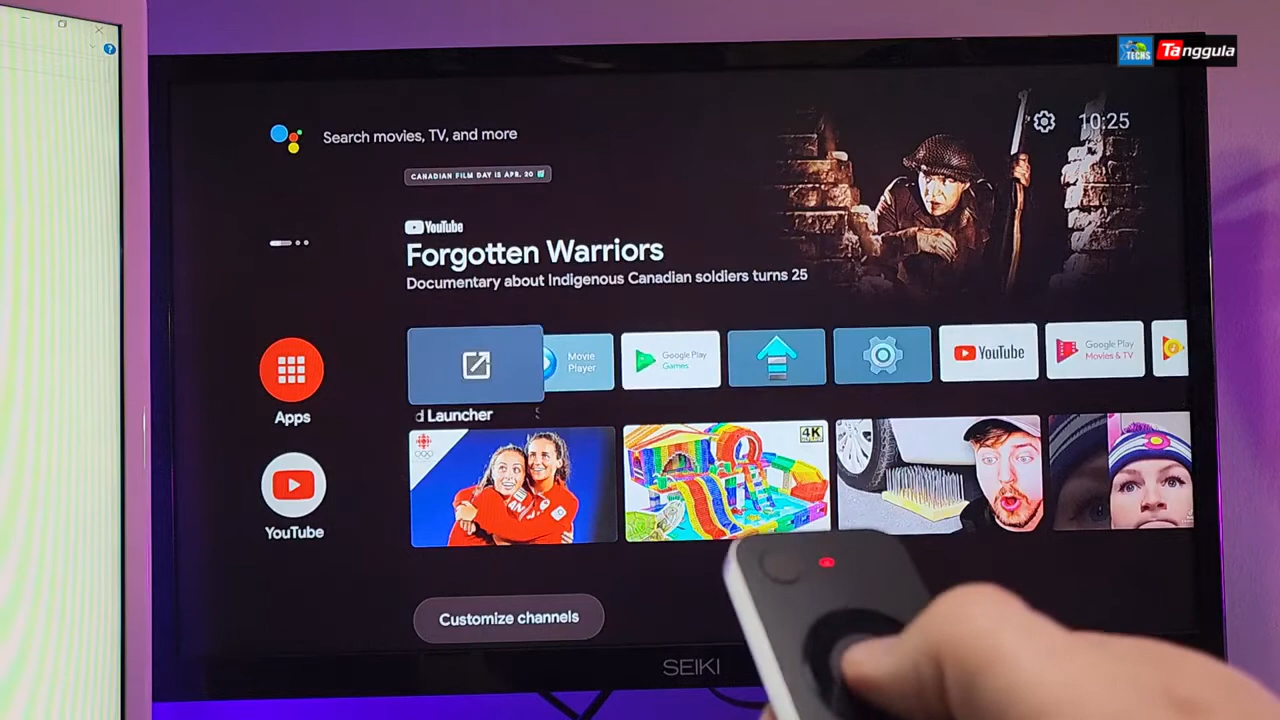 TECHS
Tanggula
Search movies, TV, and more
10:25
CANADIAN FILM DAY IS APR. 20
YouTube
Forgotten Warriors
Documentary about Indigenous Canadian soldiers turns 25
Movie
Player
Google Play
Games
YouTube
Google Play
Movies & TV
Apps
d Launcher
4K
YouTube
Customize channels
SEIKI